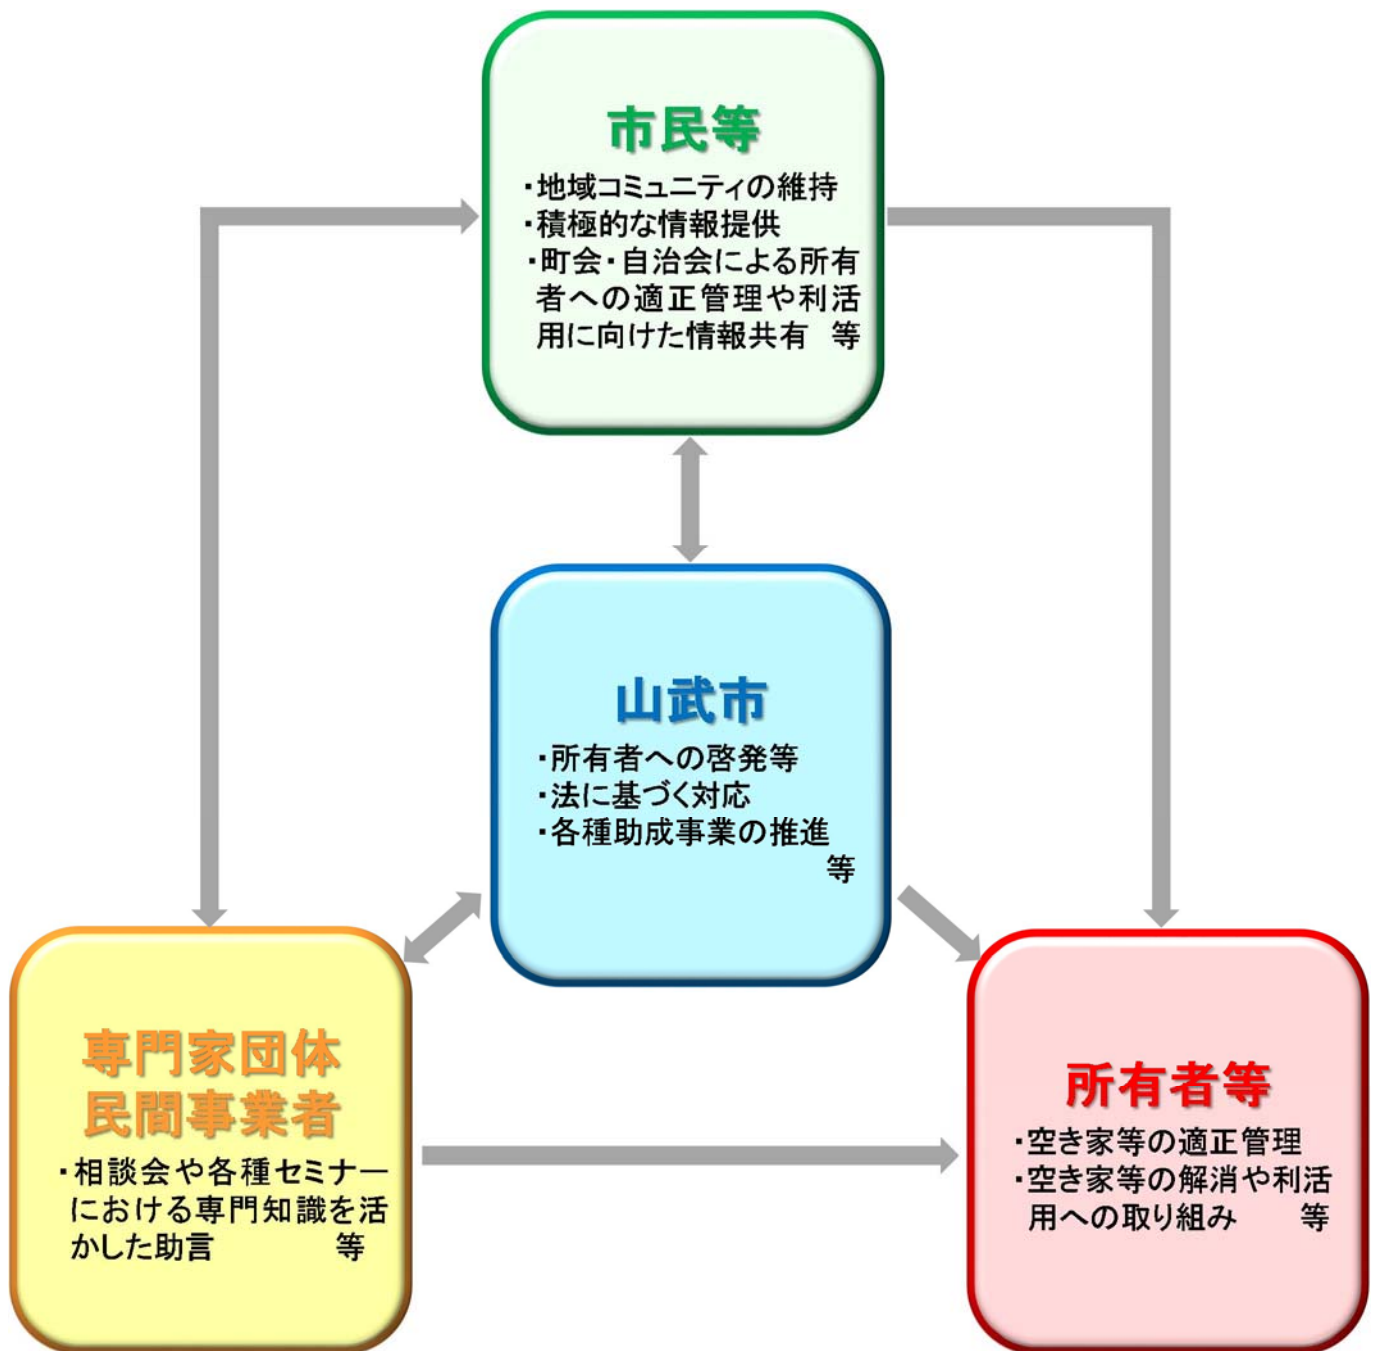 市民等
・地域コミュニティの維持
・積極的な情報提供
・町会・自治会による所有
者への適正管理や利活
用に向けた情報共有　等
山武市
・所有者への啓発等
・法に基づく対応
・各種助成事業の推進
等
専門家団体
民間事業者
・相談会や各種セミナー
における専門知識を活
かした助言　等
所有者等
・空き家等の適正管理
・空き家等の解消や利活
用への取り組み　等